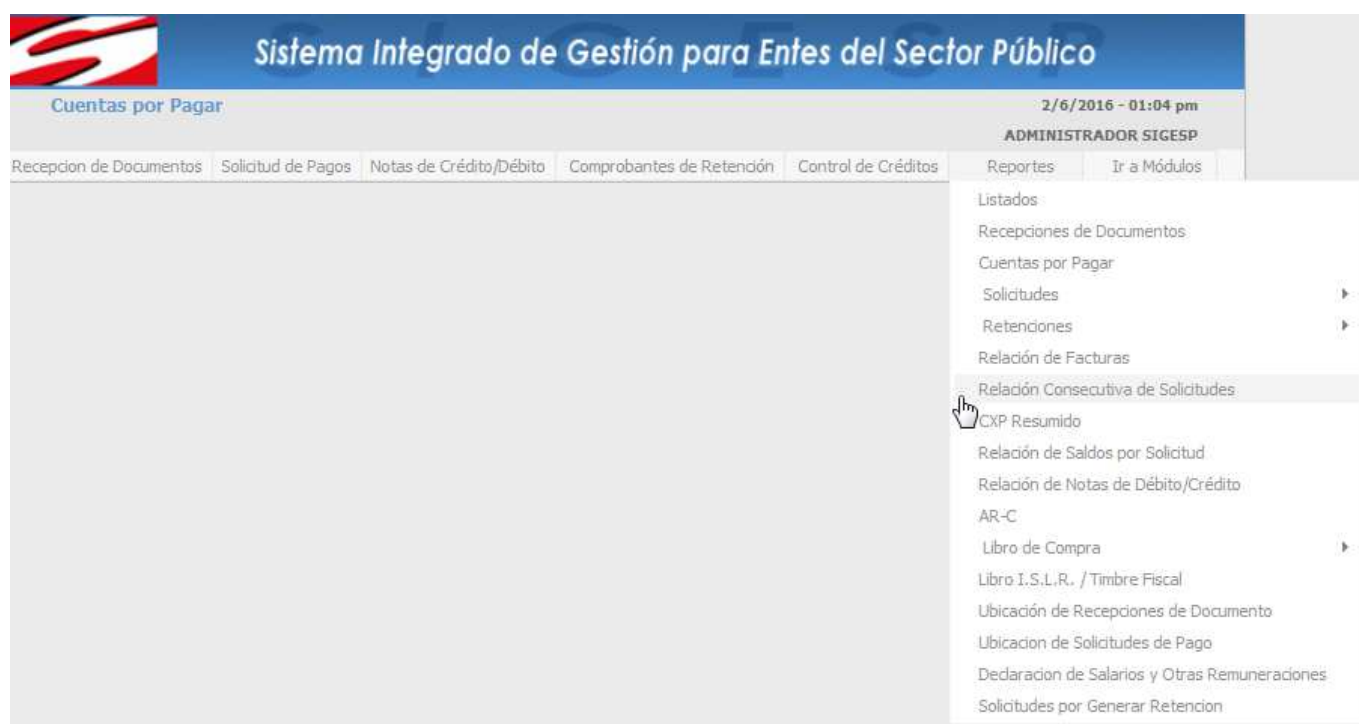 Sistema Integrado de Gestión para Entes del Sector Público
Cuentas por Pagar
2/6/2016 - 01:04 pm
ADMINISTRADOR SIGESP
Recepcion de Documentos Solicitud de Pagos Notas de Crédito/Débito Comprobantes de Retención Control de Créditos Reportes Ir a Módulos
Listados
Recepciones de Documentos
Cuentas por Pagar
Solicitudes
Retenciones
Relación de Facturas
Relación Consecutiva de Solicitudes
CXP Resumido
Relación de Saldos por Solicitud
Relación de Notas de Débito/Crédito
AR-C
Libro de Compra
Libro I.S.L.R. / Timbre Fiscal
Ubicación de Recepciones de Documento
Ubicacion de Solicitudes de Pago
Declaracion de Salarios y Otras Remuneraciones
Solicitudes por Generar Retencion